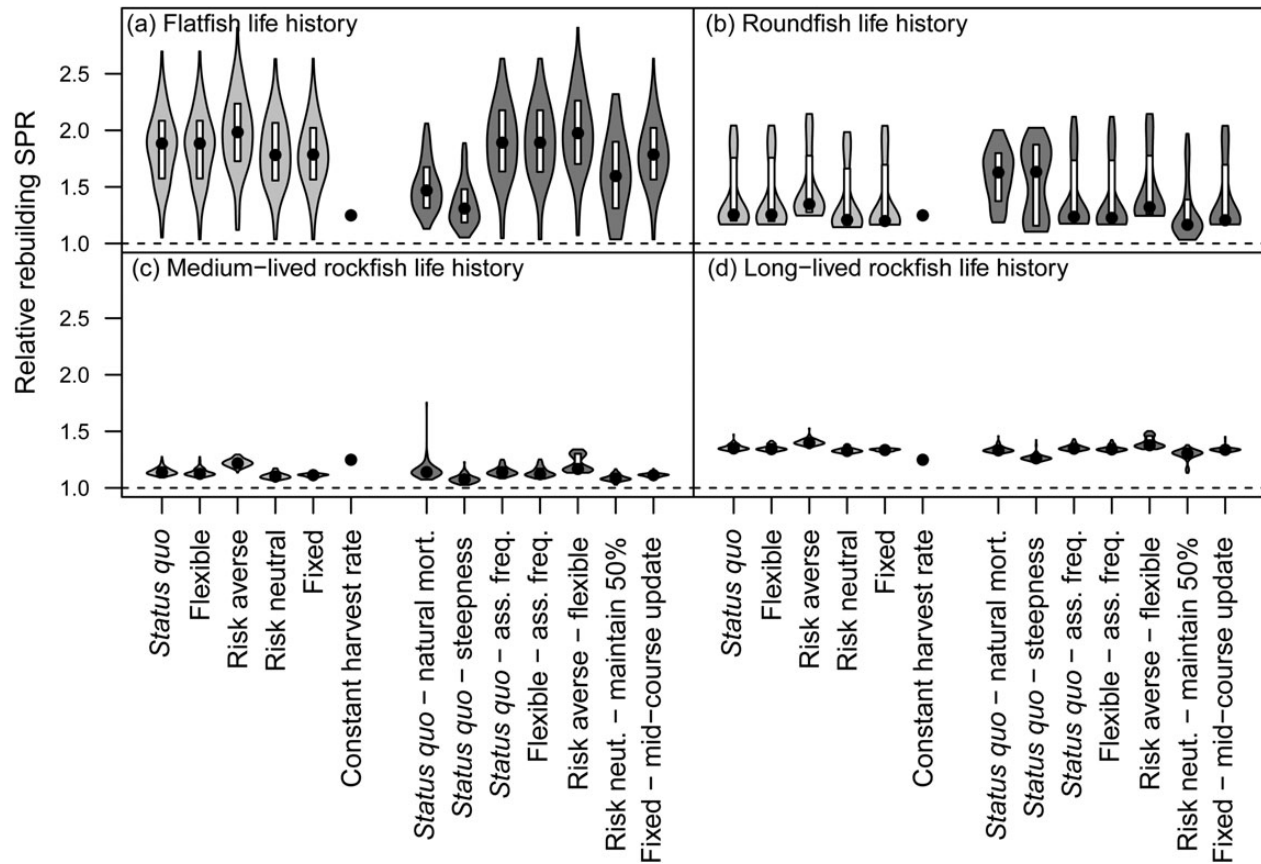 (a) Flatfish life history
(b) Roundfish life history
Relative rebuilding SPR
2.5
2.0
1.5
1.0
(c) Medium−lived rockfish life history
(d) Long−lived rockfish life history
2.5
2.0
1.5
1.0
Status quo
Flexible
Risk averse
Risk neutral
Fixed
Constant harvest rate
Status quo − natural mort.
Status quo − steepness
Status quo − ass. freq.
Flexible − ass. freq.
Risk averse − flexible
Risk neut. − maintain 50%
Fixed − mid−course update
Status quo
Flexible
Risk averse
Risk neutral
Fixed
Constant harvest rate
Status quo − natural mort.
Status quo − steepness
Status quo − ass. freq.
Flexible − ass. freq.
Risk averse − flexible
Risk neut. − maintain 50%
Fixed − mid−course update